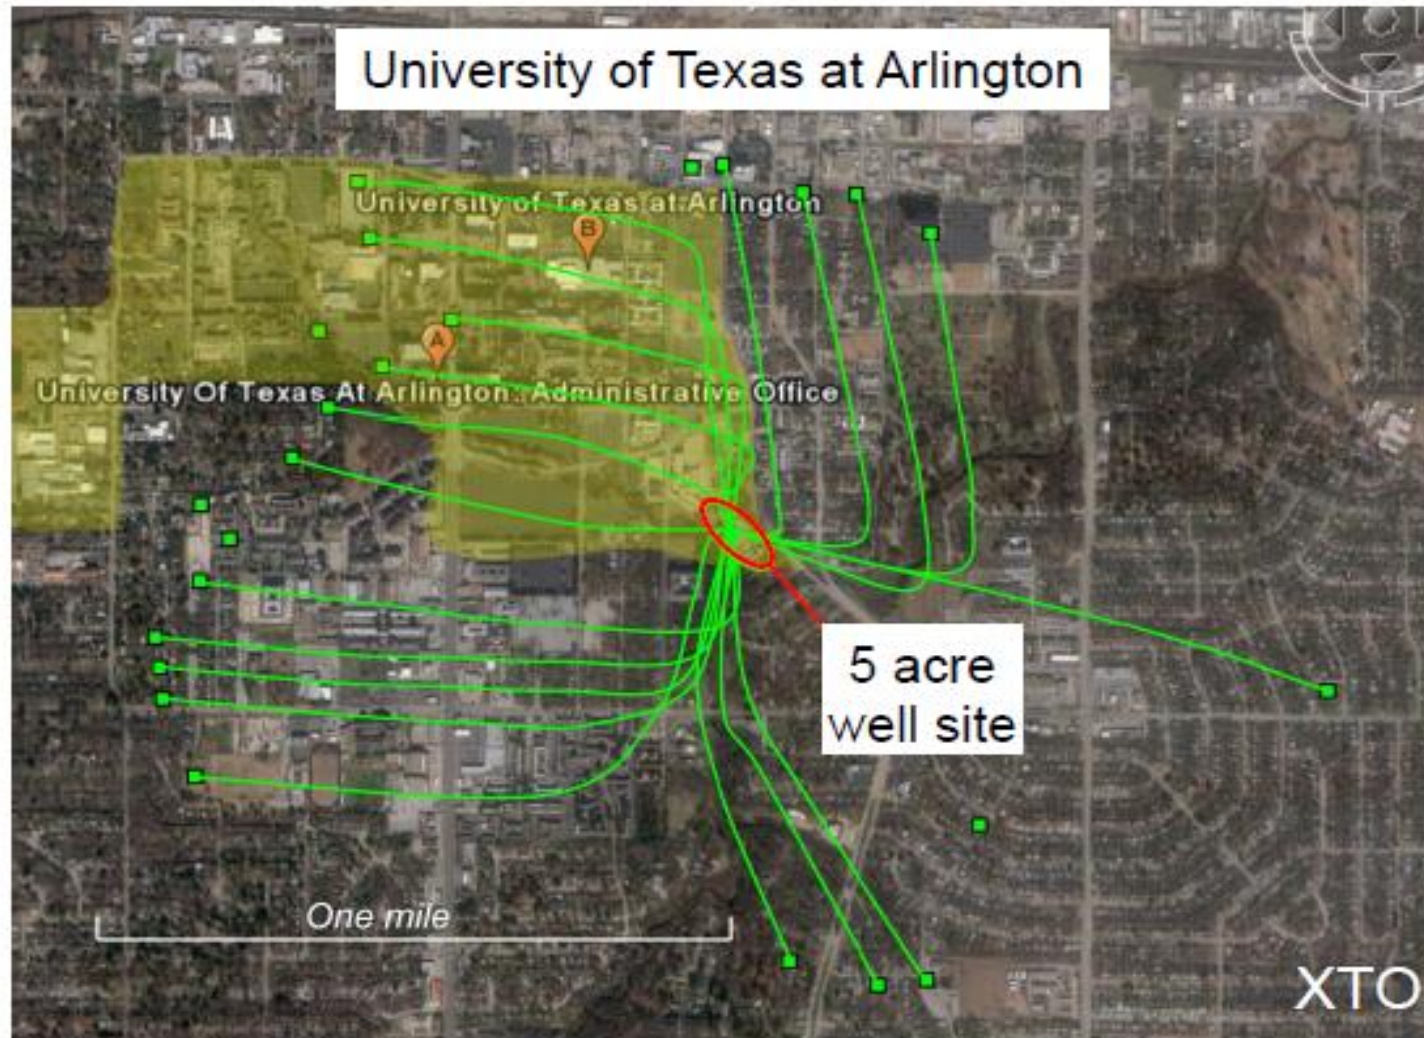 University of Texas at Arlington
University of Texas at Arlington
B
A
University Of Texas At Arlington: Administrative Office
5 acre
well site
One mile
XTO